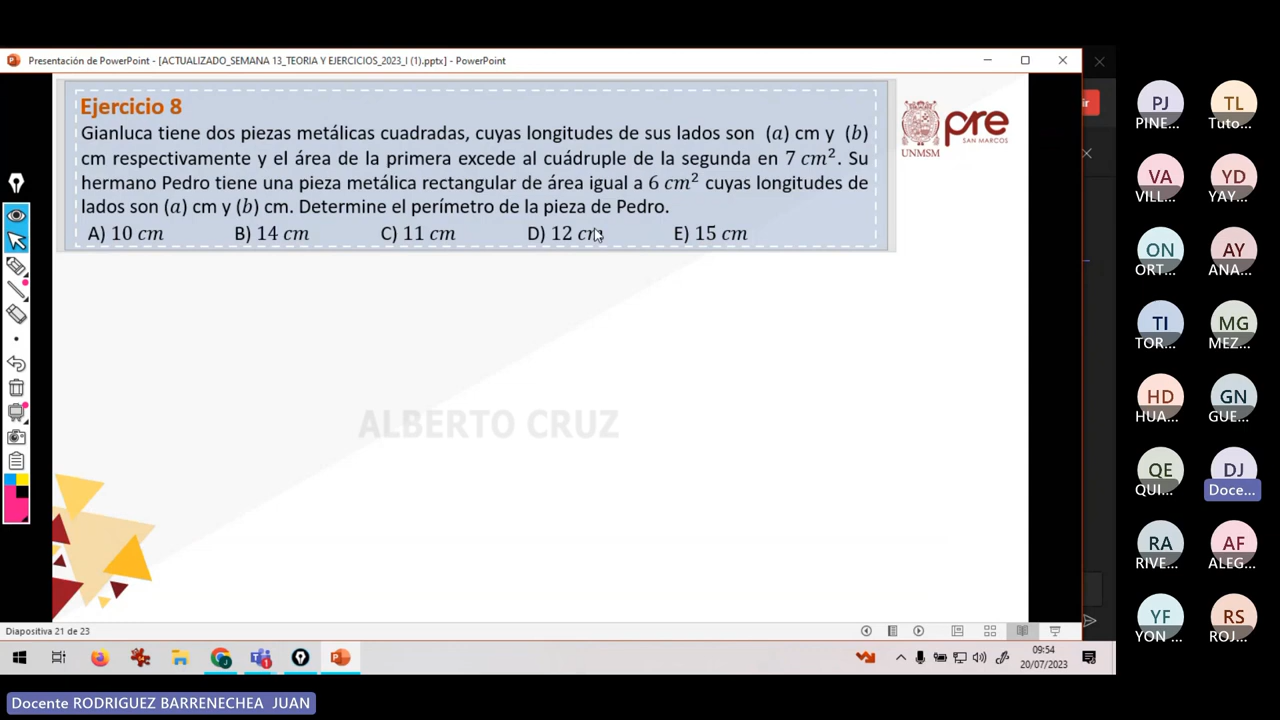 Presentación de PowerPoint - [ACTUALIZADO_SEMANA 13_TEORIA Y EJERCICIOS_2023_I (1).pptx] - PowerPoint
Ejercicio 8
Gianluca tiene dos piezas metálicas cuadradas, cuyas longitudes de sus lados son (a) cm y (b)
cm respectivamente y el área de la primera excede al cuádruple de la segunda en 7 cm². Su
hermano Pedro tiene una pieza metálica rectangular de área igual a 6 cm² cuyas longitudes de
lados son (a) cm y (b) cm. Determine el perímetro de la pieza de Pedro.
A) 10 cm B) 14 cm C) 11 cm D) 12 cm E) 15 cm
UNMSM
pre
SAN MARCOS
ALBERTO CRUZ
ir
PJ TL
PINE... Tuto...
VA YD
VILL... YAY...
ON AY
ORT... ANA...
TI MG
TOR... MEZ...
HD GN
HUA... GUE...
QE DJ
QUI... Doce...
RA AF
RIVE... ALEG...
YF RS
YON ... ROJ...
Diapositiva 21 de 23
09:54
20/07/2023
Docente RODRIGUEZ BARRENECHEA JUAN